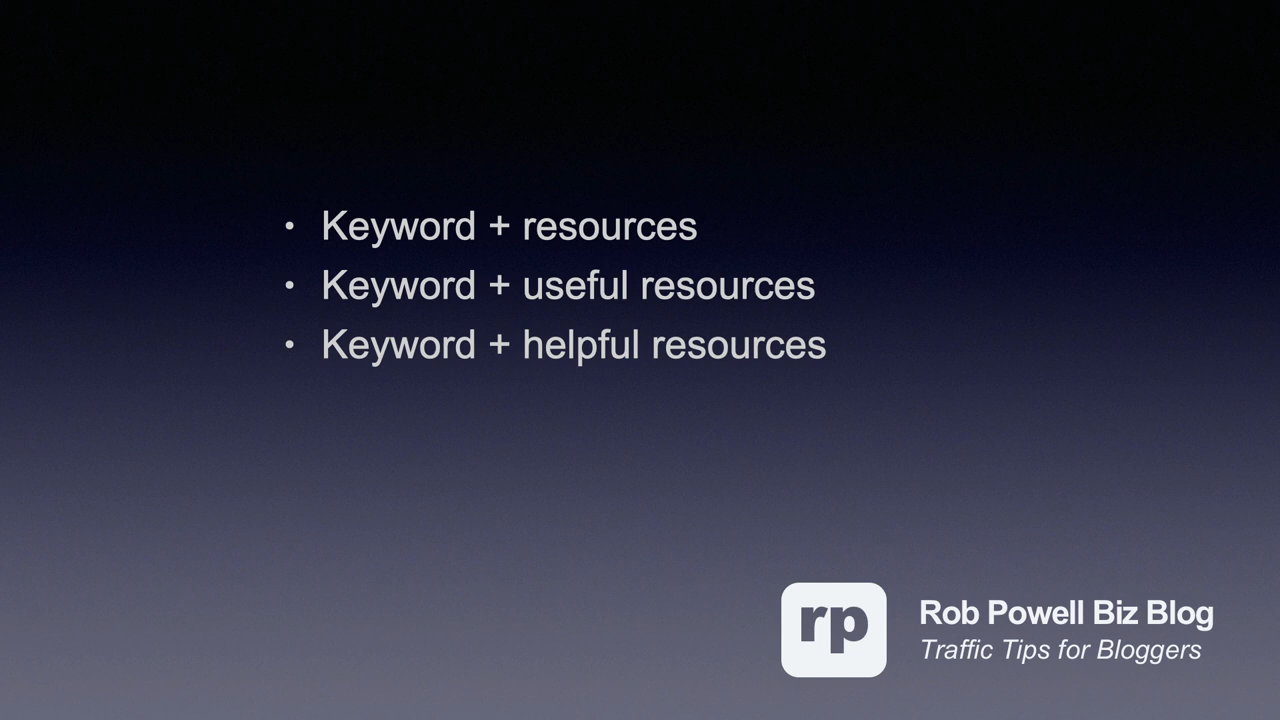 • Keyword + resources
• Keyword + useful resources
• Keyword + helpful resources
rp
Rob Powell Biz Blog
Traffic Tips for Bloggers